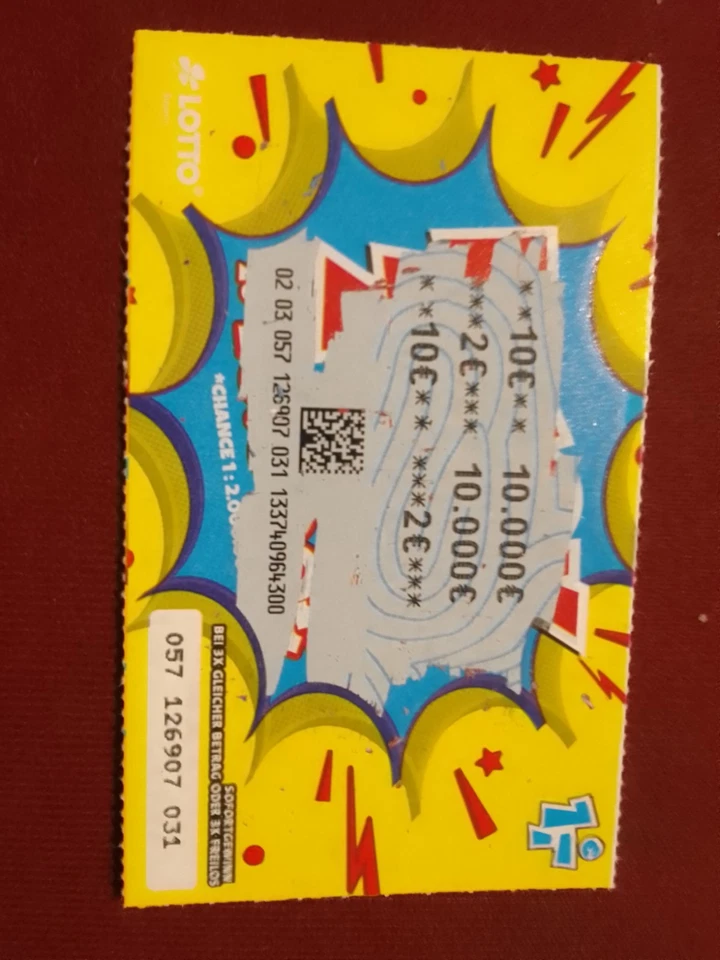 LOTTO
**10€** 10.000€
***2€*** 10.000€
**10€** ***2€***
02 03 057 126907 031 133740964300
*CHANCE 1 : 2.0
BEI 3X GLEICHER BETRAG ODER 3X FREILOS
SOFORTGEWINN
057 126907 031
1,-